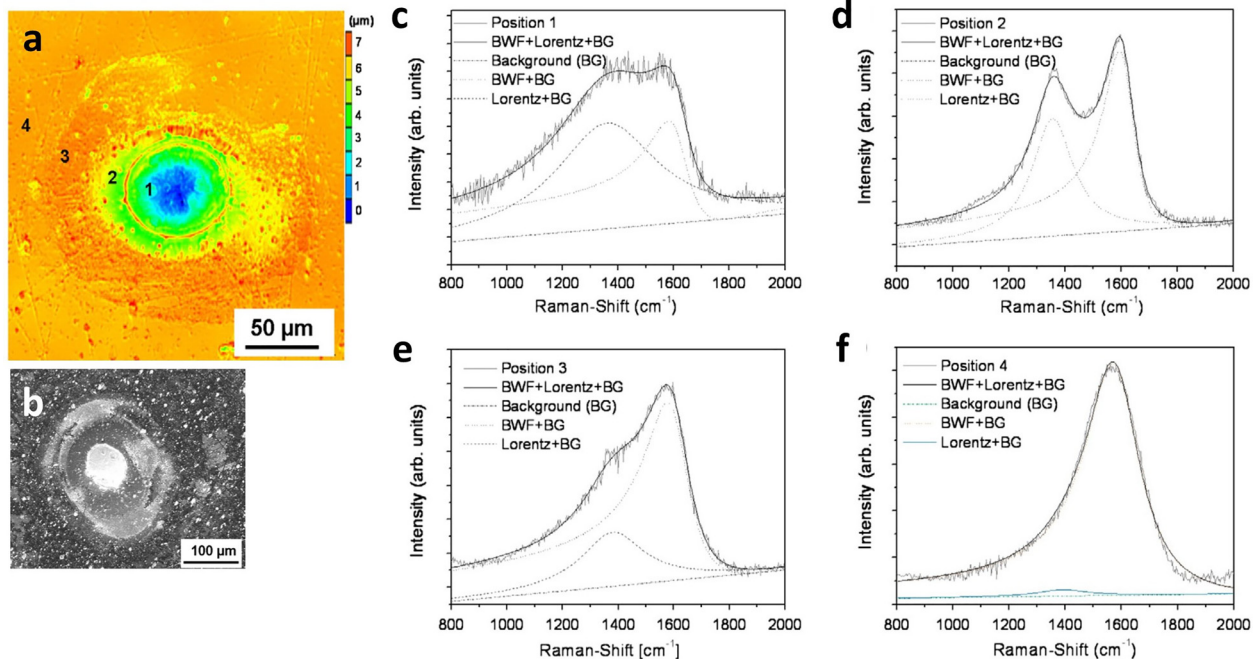 a
(µm)
7
6
5
4
3
2
1
0
4
3
2
1
50 µm
b
100 µm
c
Intensity (arb. units)
Position 1
BWF+Lorentz+BG
Background (BG)
BWF+BG
Lorentz+BG
800 1000 1200 1400 1600 1800 2000
Raman-Shift (cm⁻¹)
d
Intensity (arb. units)
Position 2
BWF+Lorentz+BG
Background (BG)
BWF+BG
Lorentz+BG
800 1000 1200 1400 1600 1800 2000
Raman-Shift (cm⁻¹)
e
Intensity (arb. units)
Position 3
BWF+Lorentz+BG
Background (BG)
BWF+BG
Lorentz+BG
800 1000 1200 1400 1600 1800 2000
Raman-Shift [cm⁻¹]
f
Intensity (arb. units)
Position 4
BWF+Lorentz+BG
Background (BG)
BWF+BG
Lorentz+BG
800 1000 1200 1400 1600 1800 2000
Raman-Shift (cm⁻¹)